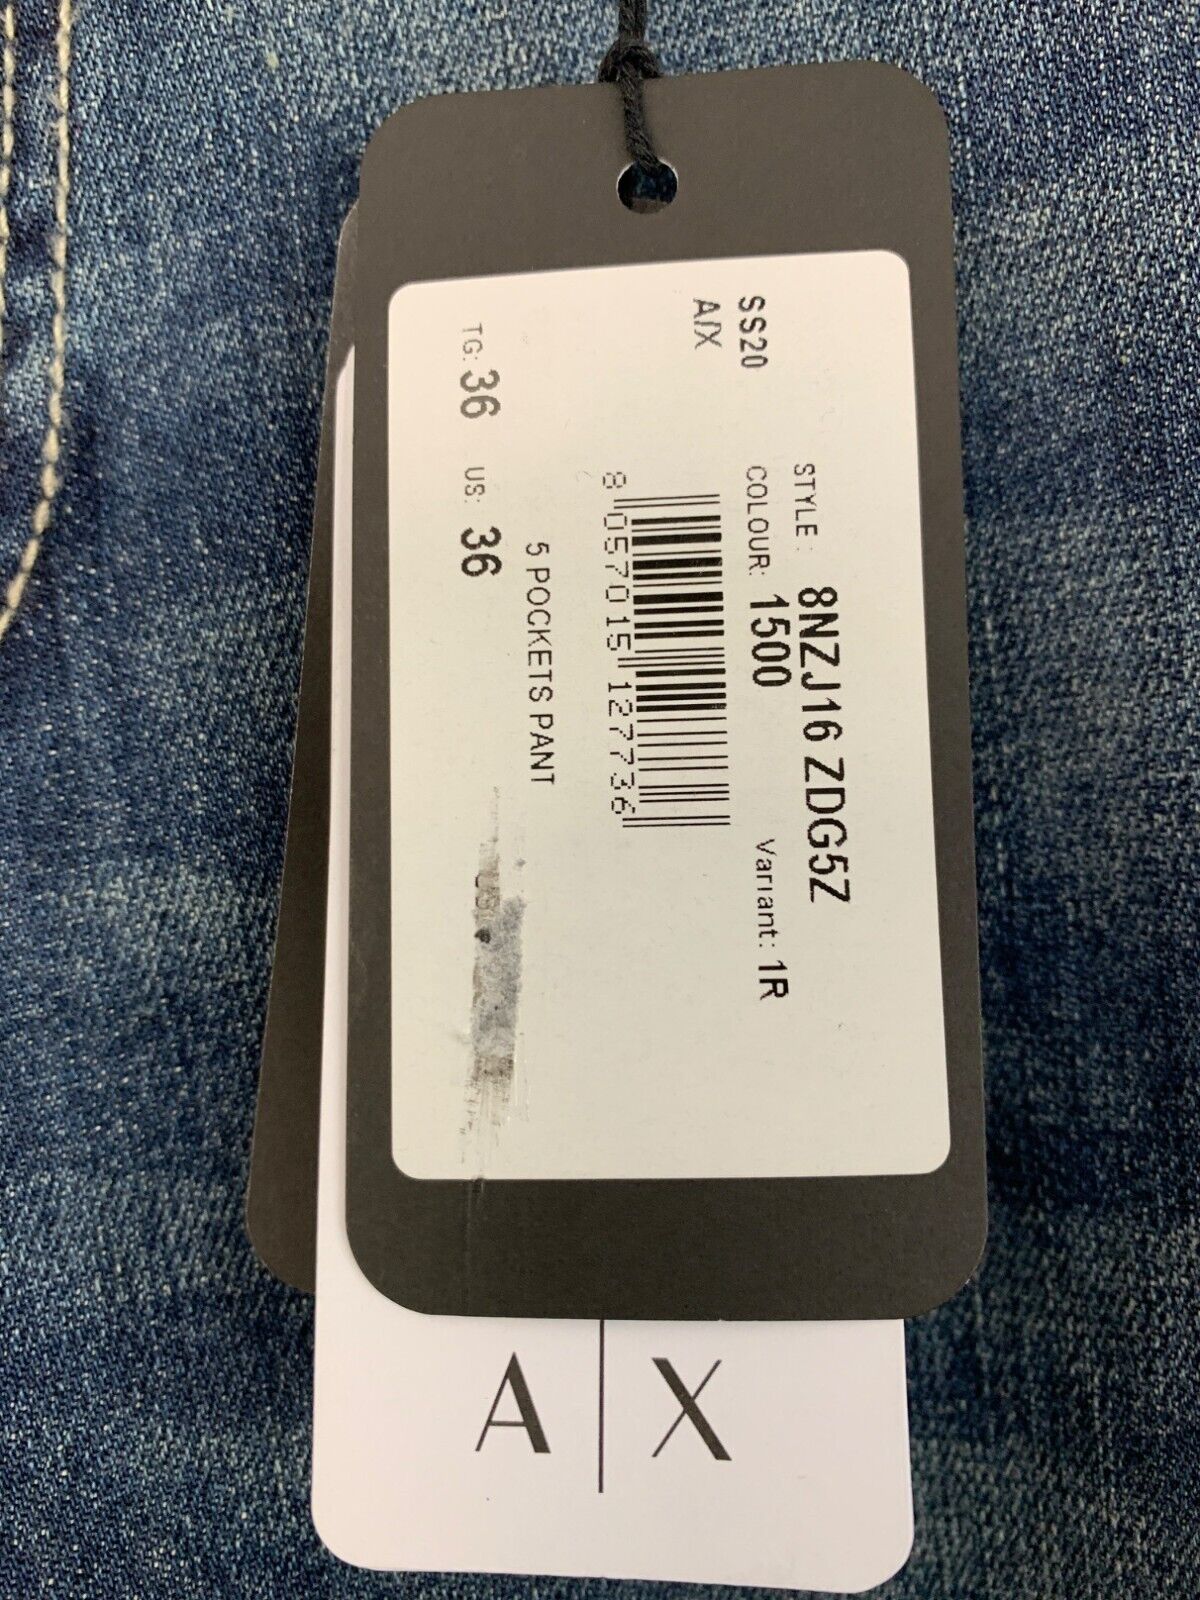 SS20 STYLE: 8NZJ16 ZDG5Z
A/X COLOUR: 1500 Variant: 1R
8 057015 127736
5 POCKETS PANT
TG: 36 US: 36
A|X